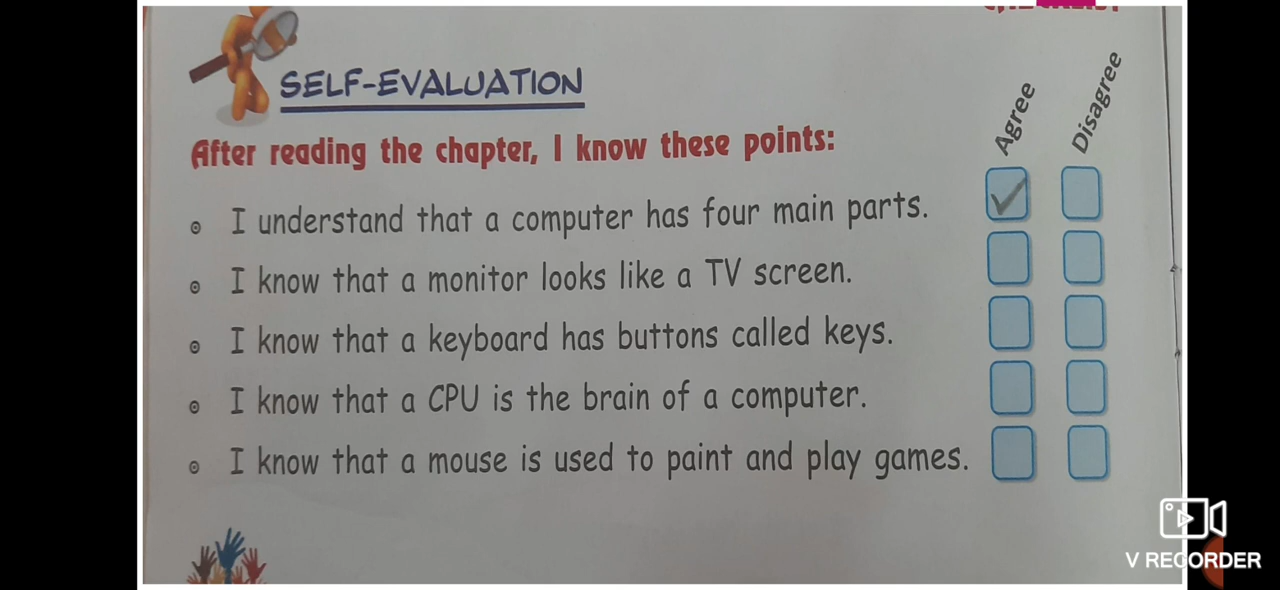 SELF-EVALUATION
Agree
Disagree
After reading the chapter, I know these points:
I understand that a computer has four main parts.
I know that a monitor looks like a TV screen.
I know that a keyboard has buttons called keys.
I know that a CPU is the brain of a computer.
I know that a mouse is used to paint and play games.
V RECORDER